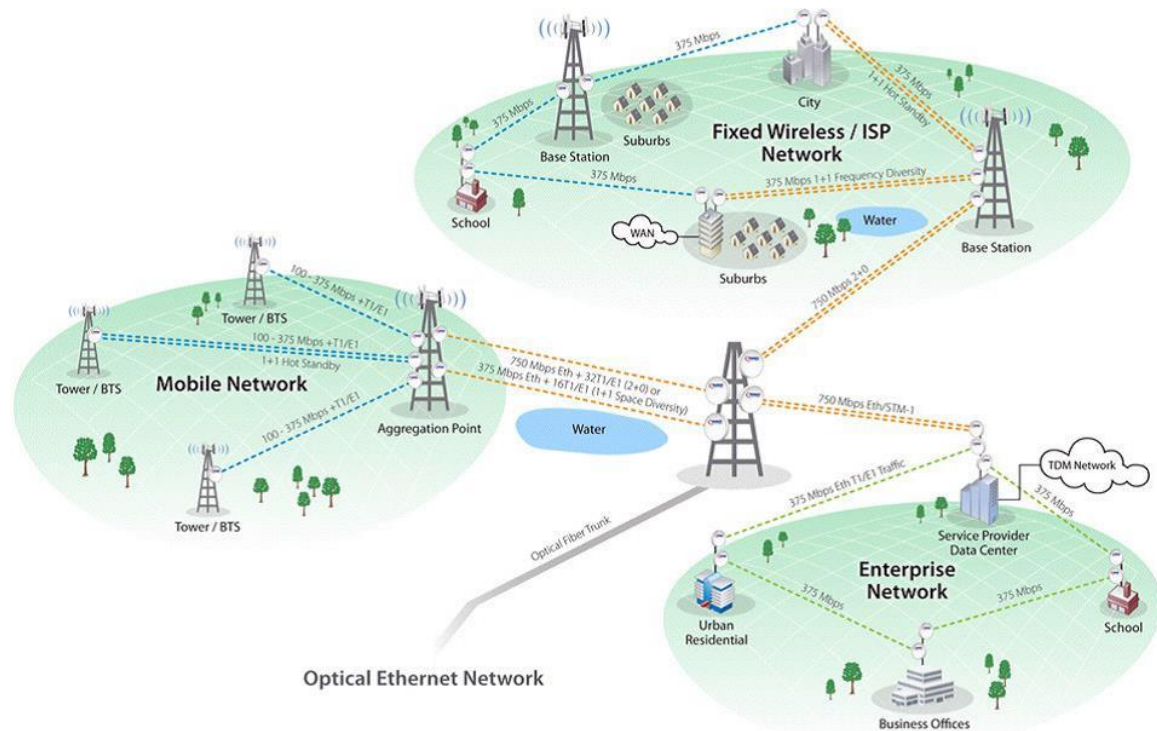 375 Mbps
City
375 Mbps
1+1 Hot Standby
375 Mbps
Base Station
Suburbs
Fixed Wireless / ISP
Network
School
375 Mbps
375 Mbps 1+1 Frequency Diversity
WAN
Suburbs
Water
Base Station
750 Mbps 2+0
100 - 375 Mbps +T1/E1
Tower / BTS
100 - 375 Mbps +T1/E1
1+1 Hot Standby
Tower / BTS
Mobile Network
100 - 375 Mbps +T1/E1
Aggregation Point
Tower / BTS
750 Mbps Eth + 32T1/E1 (2+0) or
375 Mbps Eth + 16T1/E1 (1+1 Space Diversity)
Water
750 Mbps Eth/STM-1
TDM Network
375 Mbps Eth T1/E1 Traffic
375 Mbps
Service Provider
Data Center
Optical Fiber Trunk
Enterprise
Network
Urban
Residential
375 Mbps
375 Mbps
School
Business Offices
Optical Ethernet Network